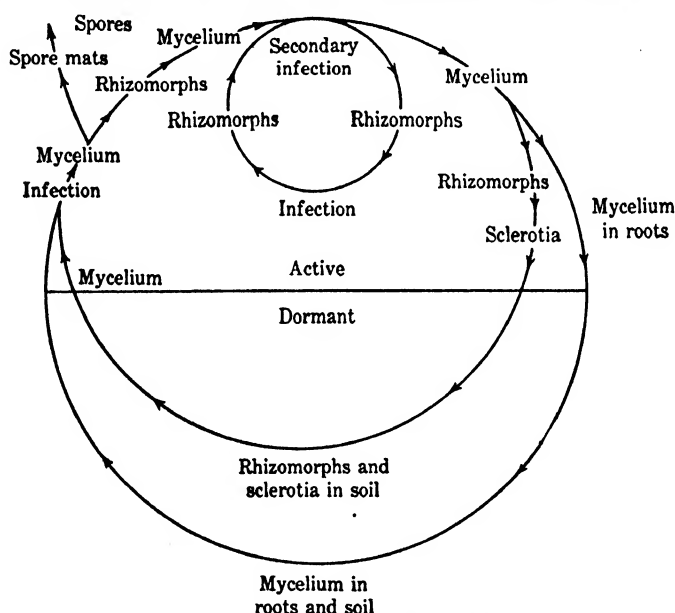 Spores
Spore mats
Mycelium
Rhizomorphs
Mycelium
Infection
Mycelium
Secondary
infection
Rhizomorphs
Rhizomorphs
Infection
Mycelium
Rhizomorphs
Sclerotia
Mycelium
in roots
Active
Dormant
Rhizomorphs and
sclerotia in soil
Mycelium in
roots and soil